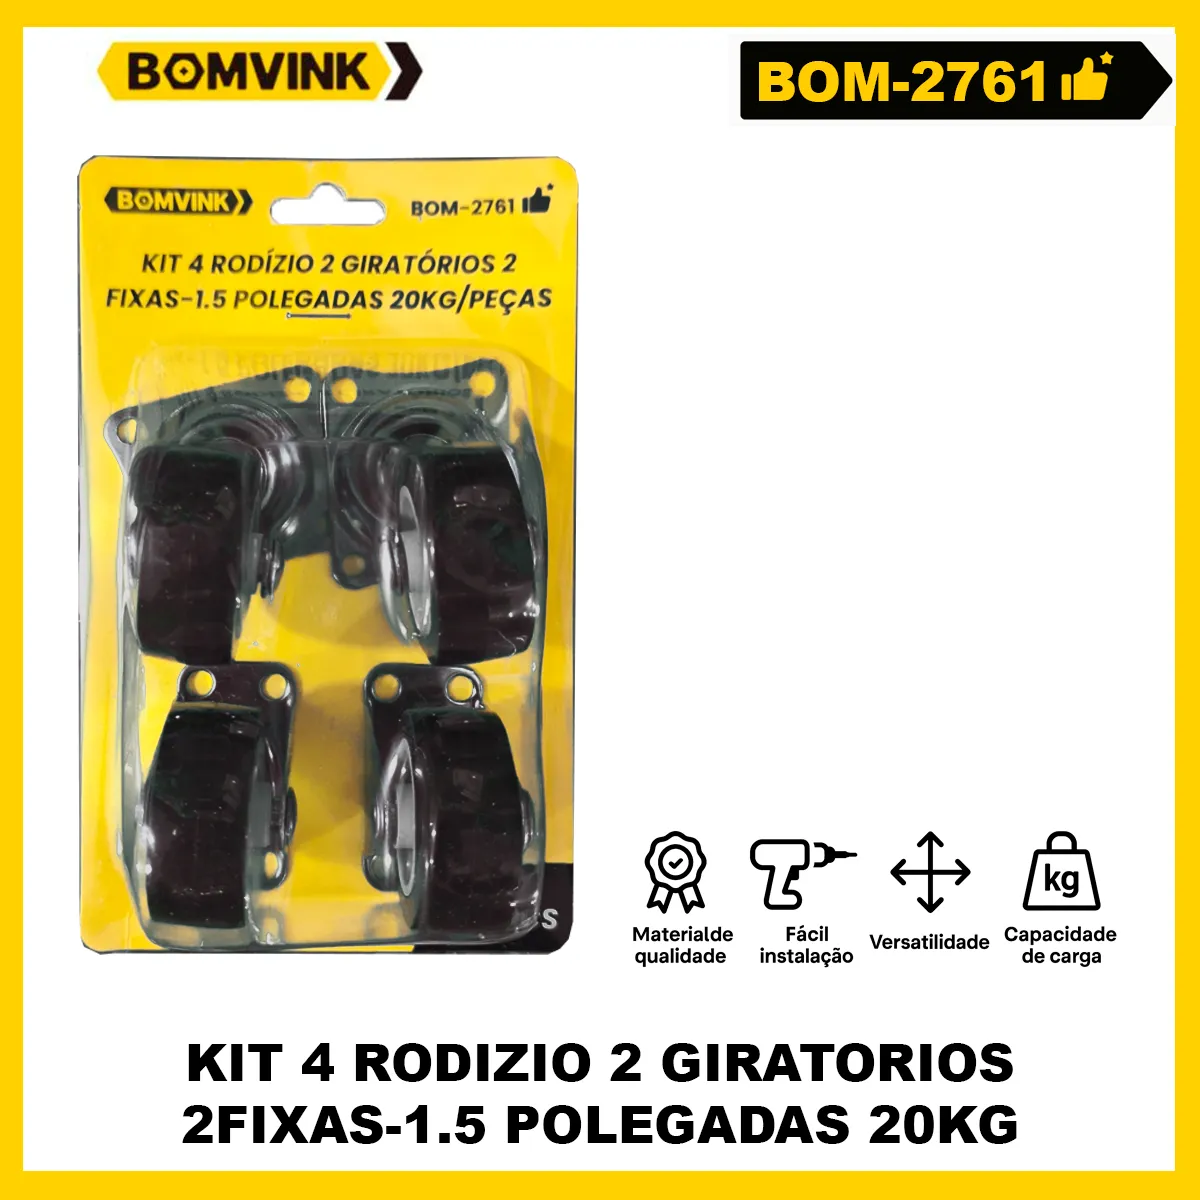 BOMVINK
BOM-2761
BOMVINK
BOM-2761
KIT 4 RODÍZIO 2 GIRATÓRIOS 2
FIXAS-1.5 POLEGADAS 20KG/PEÇAS
kg
Materialde
qualidade
Fácil
instalação
Versatilidade
Capacidade
de carga
KIT 4 RODIZIO 2 GIRATORIOS
2FIXAS-1.5 POLEGADAS 20KG